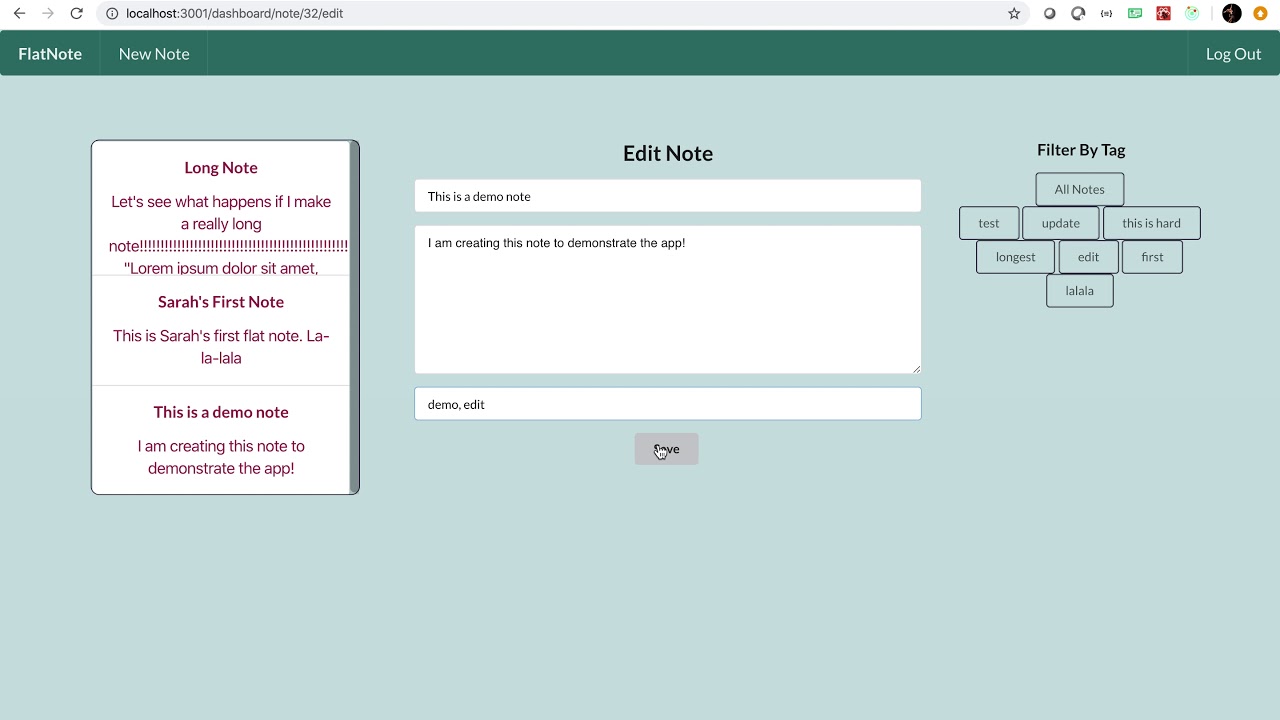 localhost:3001/dashboard/note/32/edit
FlatNote
New Note
Log Out
Long Note
Let's see what happens if I make
a really long
note!!!!!!!!!!!!!!!!!!!!!!!!!!!!!!!!!!!!!!!!!!!!!!!!!!
"Lorem ipsum dolor sit amet,
Sarah's First Note
This is Sarah's first flat note. La-
la-lala
This is a demo note
I am creating this note to
demonstrate the app!
Edit Note
This is a demo note
I am creating this note to demonstrate the app!
demo, edit
Save
Filter By Tag
All Notes
test
update
this is hard
longest
edit
first
lalala